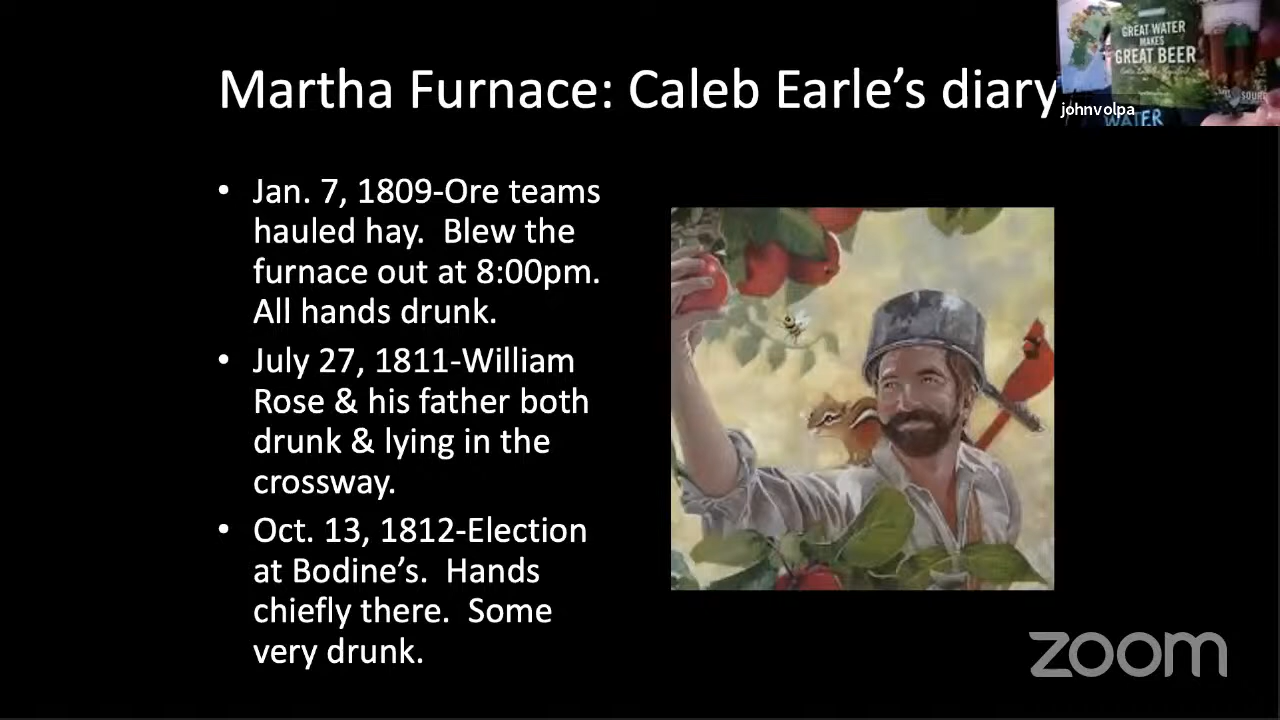 Martha Furnace: Caleb Earle’s diary
GREAT WATER
MAKES
GREAT BEER
johnvolpa
WATER
• Jan. 7, 1809-Ore teams
hauled hay.  Blew the
furnace out at 8:00pm.
All hands drunk.
• July 27, 1811-William
Rose & his father both
drunk & lying in the
crossway.
• Oct. 13, 1812-Election
at Bodine’s.  Hands
chiefly there.  Some
very drunk.
zoom